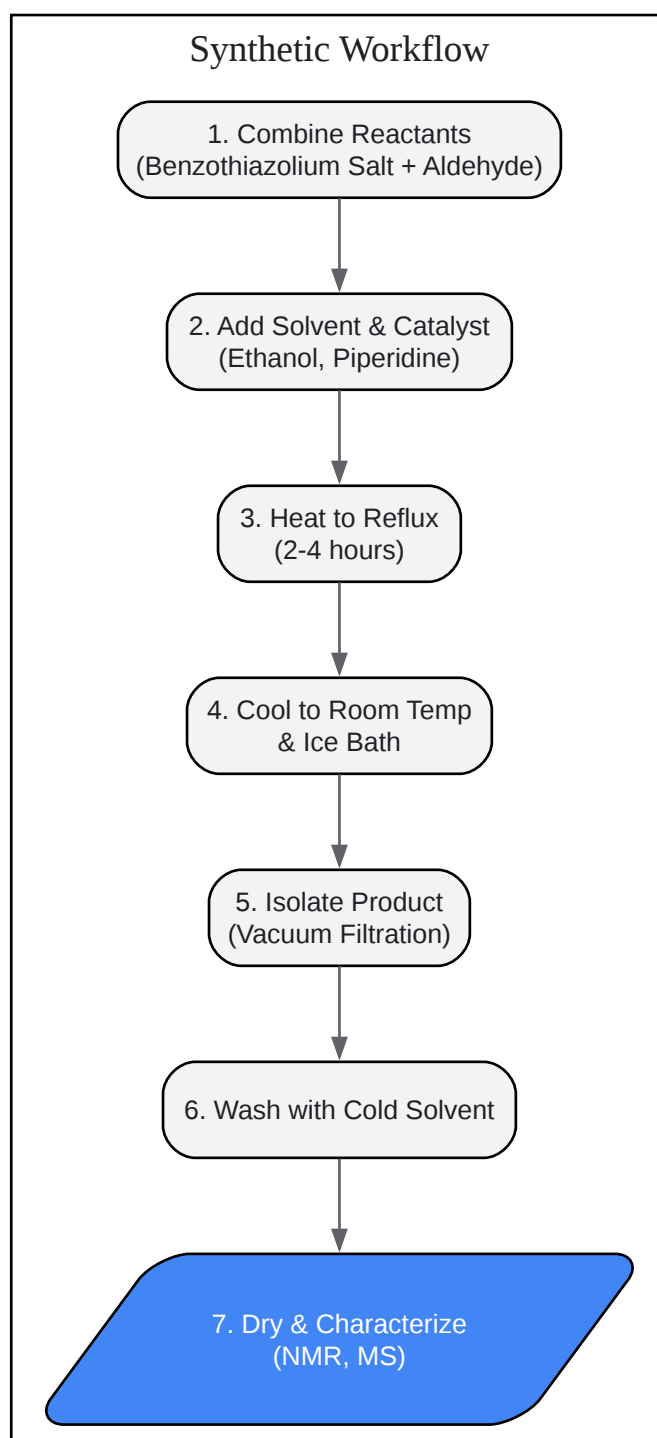 Synthetic Workflow
1. Combine Reactants
(Benzothiazolium Salt + Aldehyde)
2. Add Solvent & Catalyst
(Ethanol, Piperidine)
3. Heat to Reflux
(2-4 hours)
4. Cool to Room Temp
& Ice Bath
5. Isolate Product
(Vacuum Filtration)
6. Wash with Cold Solvent
7. Dry & Characterize
(NMR, MS)